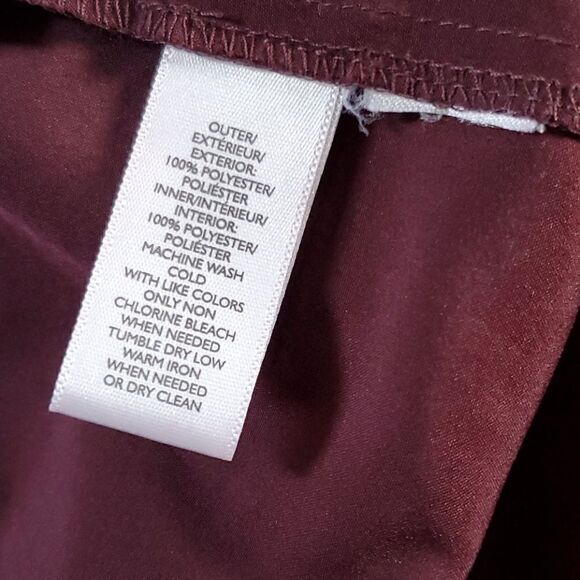 OUTER/
EXTÉRIEUR/
EXTERIOR:
100% POLYESTER/
POLIÉSTER
INNER/INTÉRIEUR/
INTERIOR:
100% POLYESTER/
POLIÉSTER
MACHINE WASH
COLD
WITH LIKE COLORS
ONLY NON
CHLORINE BLEACH
WHEN NEEDED
TUMBLE DRY LOW
WARM IRON
WHEN NEEDED
OR DRY CLEAN